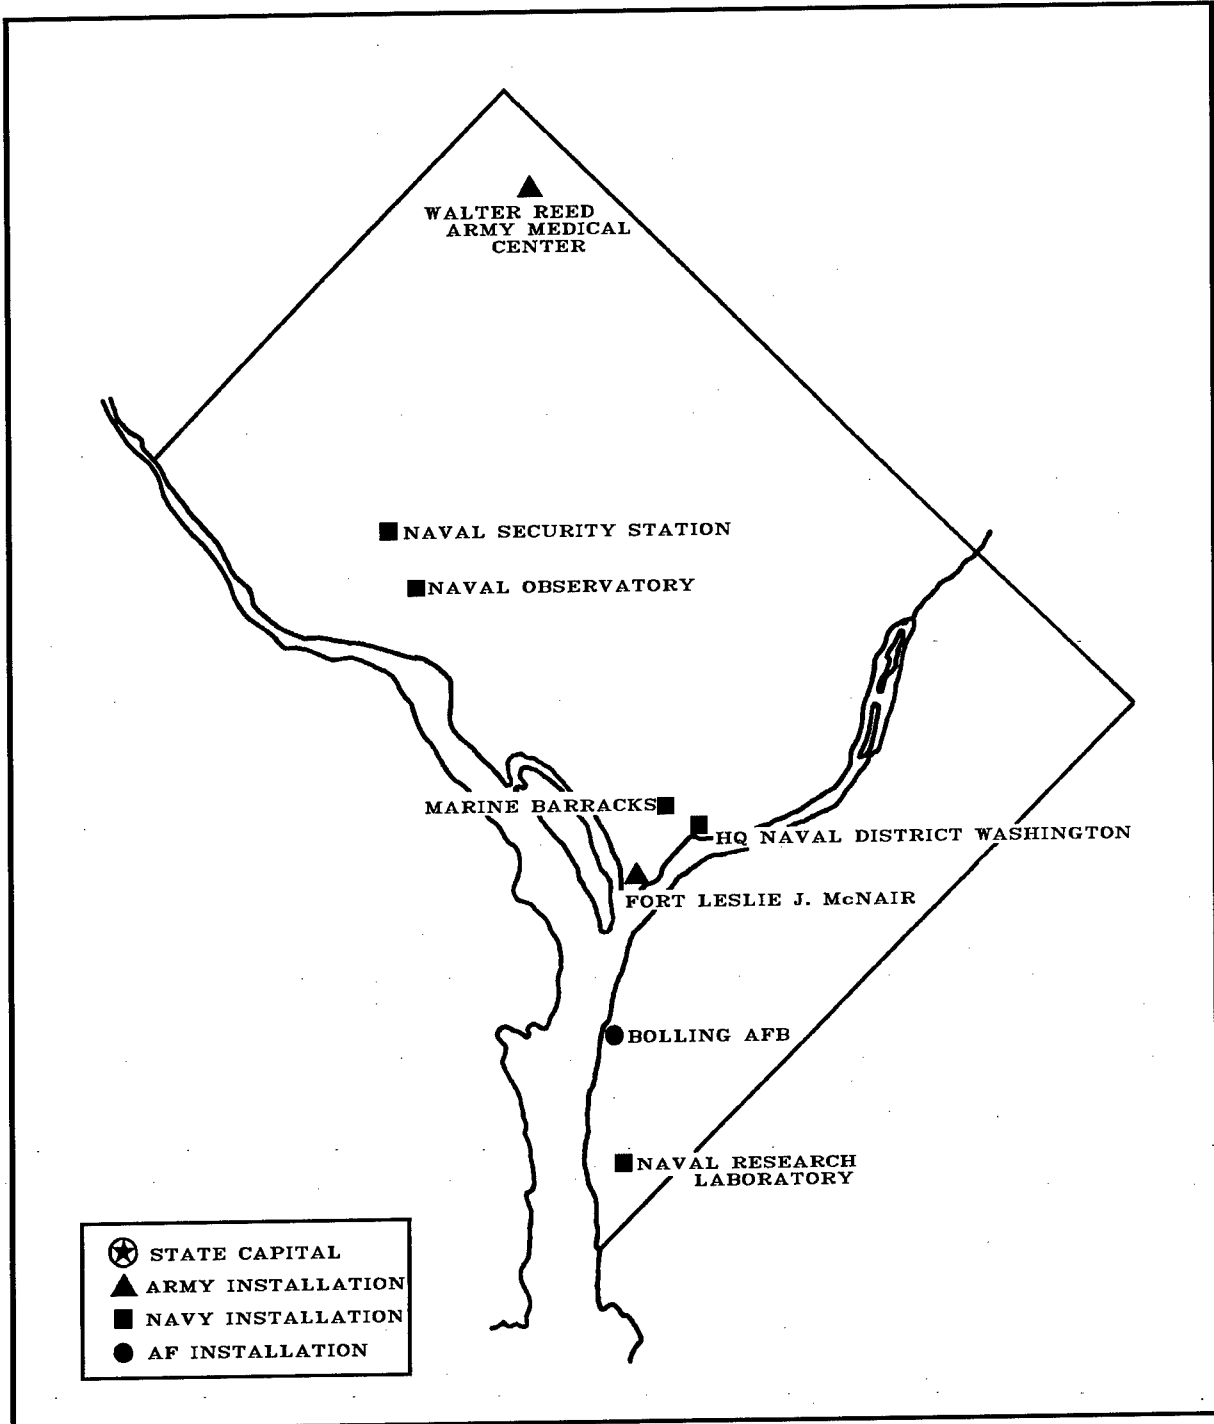 WALTER REED
ARMY MEDICAL
CENTER
NAVAL SECURITY STATION
NAVAL OBSERVATORY
MARINE BARRACKS
HQ NAVAL DISTRICT WASHINGTON
FORT LESLIE J. McNAIR
BOLLING AFB
NAVAL RESEARCH
LABORATORY
STATE CAPITAL
ARMY INSTALLATION
NAVY INSTALLATION
AF INSTALLATION